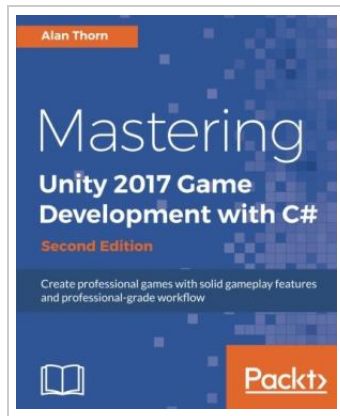 Alan Thorn
Mastering
Unity 2017 Game
Development with C#
Second Edition
Create professional games with solid gameplay features
and professional-grade workflow
Packt>